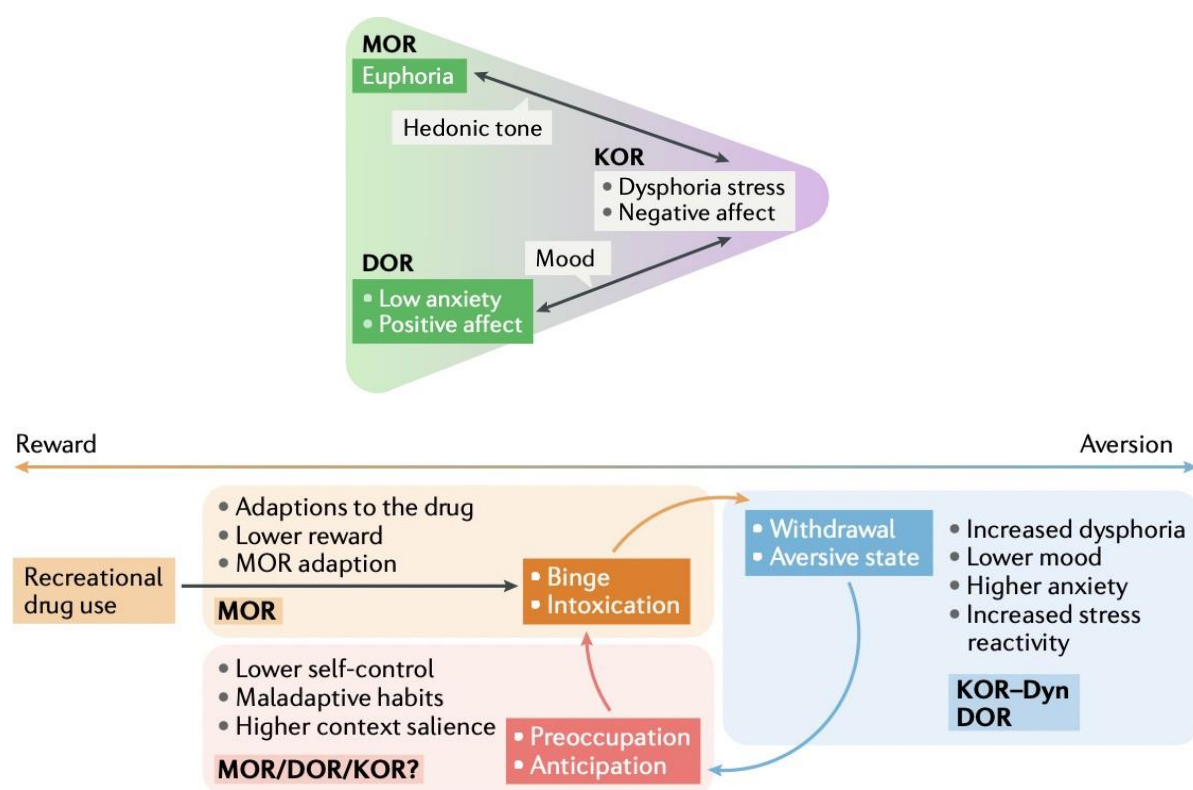 MOR
Euphoria
Hedonic tone
KOR
• Dysphoria stress
• Negative affect
Mood
DOR
• Low anxiety
• Positive affect
Reward
Aversion
• Adaptions to the drug
• Lower reward
• MOR adaption
Recreational
drug use
MOR
• Binge
• Intoxication
• Withdrawal
• Aversive state
• Increased dysphoria
• Lower mood
• Higher anxiety
• Increased stress
reactivity
KOR–Dyn
DOR
• Lower self-control
• Maladaptive habits
• Higher context salience
MOR/DOR/KOR?
• Preoccupation
• Anticipation